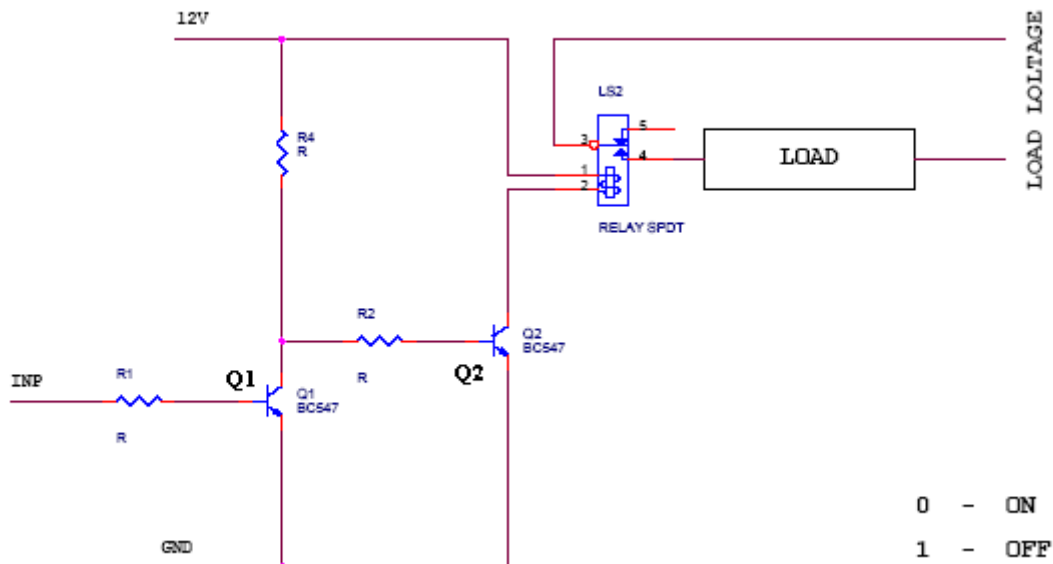 12V
LOAD LOLTAGE
LS2
R4
R
3
5
4
1
2
LOAD
RELAY SPDT
R2
R
Q2
BC547
Q2
INP
R1
R
Q1
Q1
BC547
GND
0 - ON
1 - OFF